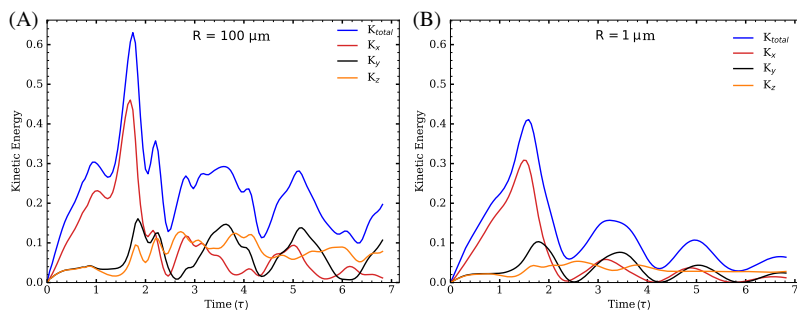 (A)
R = 100 μm
K_total
K_x
K_y
K_z
Kinetic Energy
0.0
0.1
0.2
0.3
0.4
0.5
0.6
0 1 2 3 4 5 6 7
Time (τ)
(B)
R = 1 μm
K_total
K_x
K_y
K_z
Kinetic Energy
0.0
0.1
0.2
0.3
0.4
0.5
0.6
0 1 2 3 4 5 6 7
Time (τ)